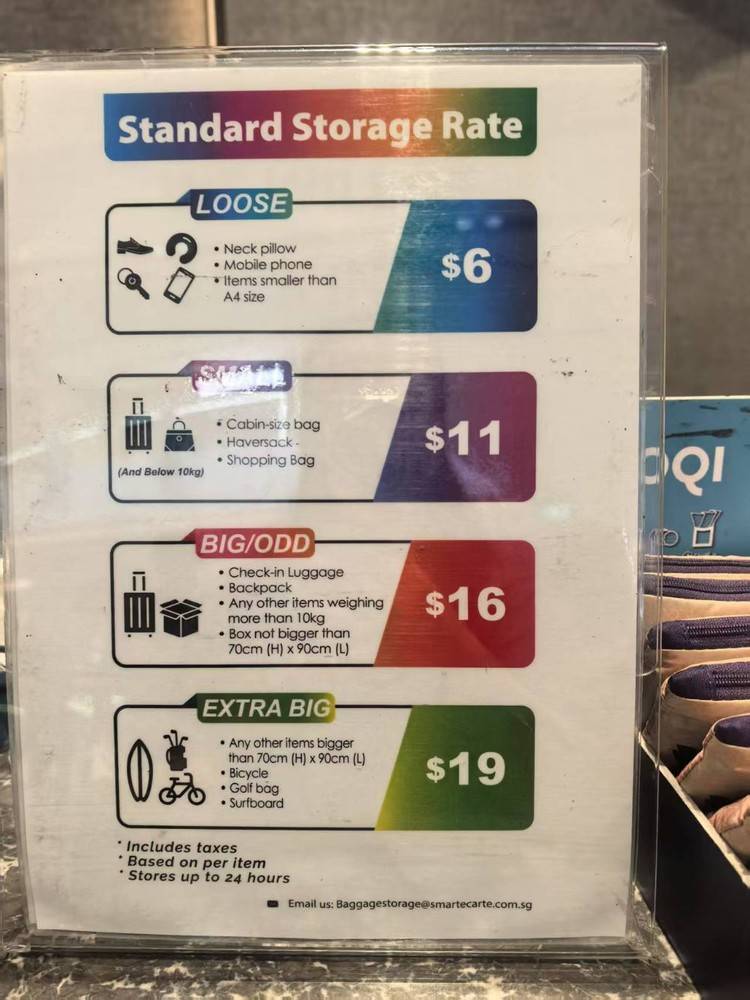 Standard Storage Rate
LOOSE
• Neck pillow
• Mobile phone
• Items smaller than
A4 size
$6
SMALL
(And Below 10kg)
• Cabin-size bag
• Haversack -
• Shopping Bag
$11
BIG/ODD
• Check-in Luggage
• Backpack
• Any other items weighing
more than 10kg
• Box not bigger than
70cm (H) x 90cm (L)
$16
EXTRA BIG
• Any other items bigger
than 70cm (H) x 90cm (L)
• Bicycle
• Golf bag
• Surfboard
$19
* Includes taxes
* Based on per item
* Stores up to 24 hours
Email us: Baggagestorage@smartecarte.com.sg